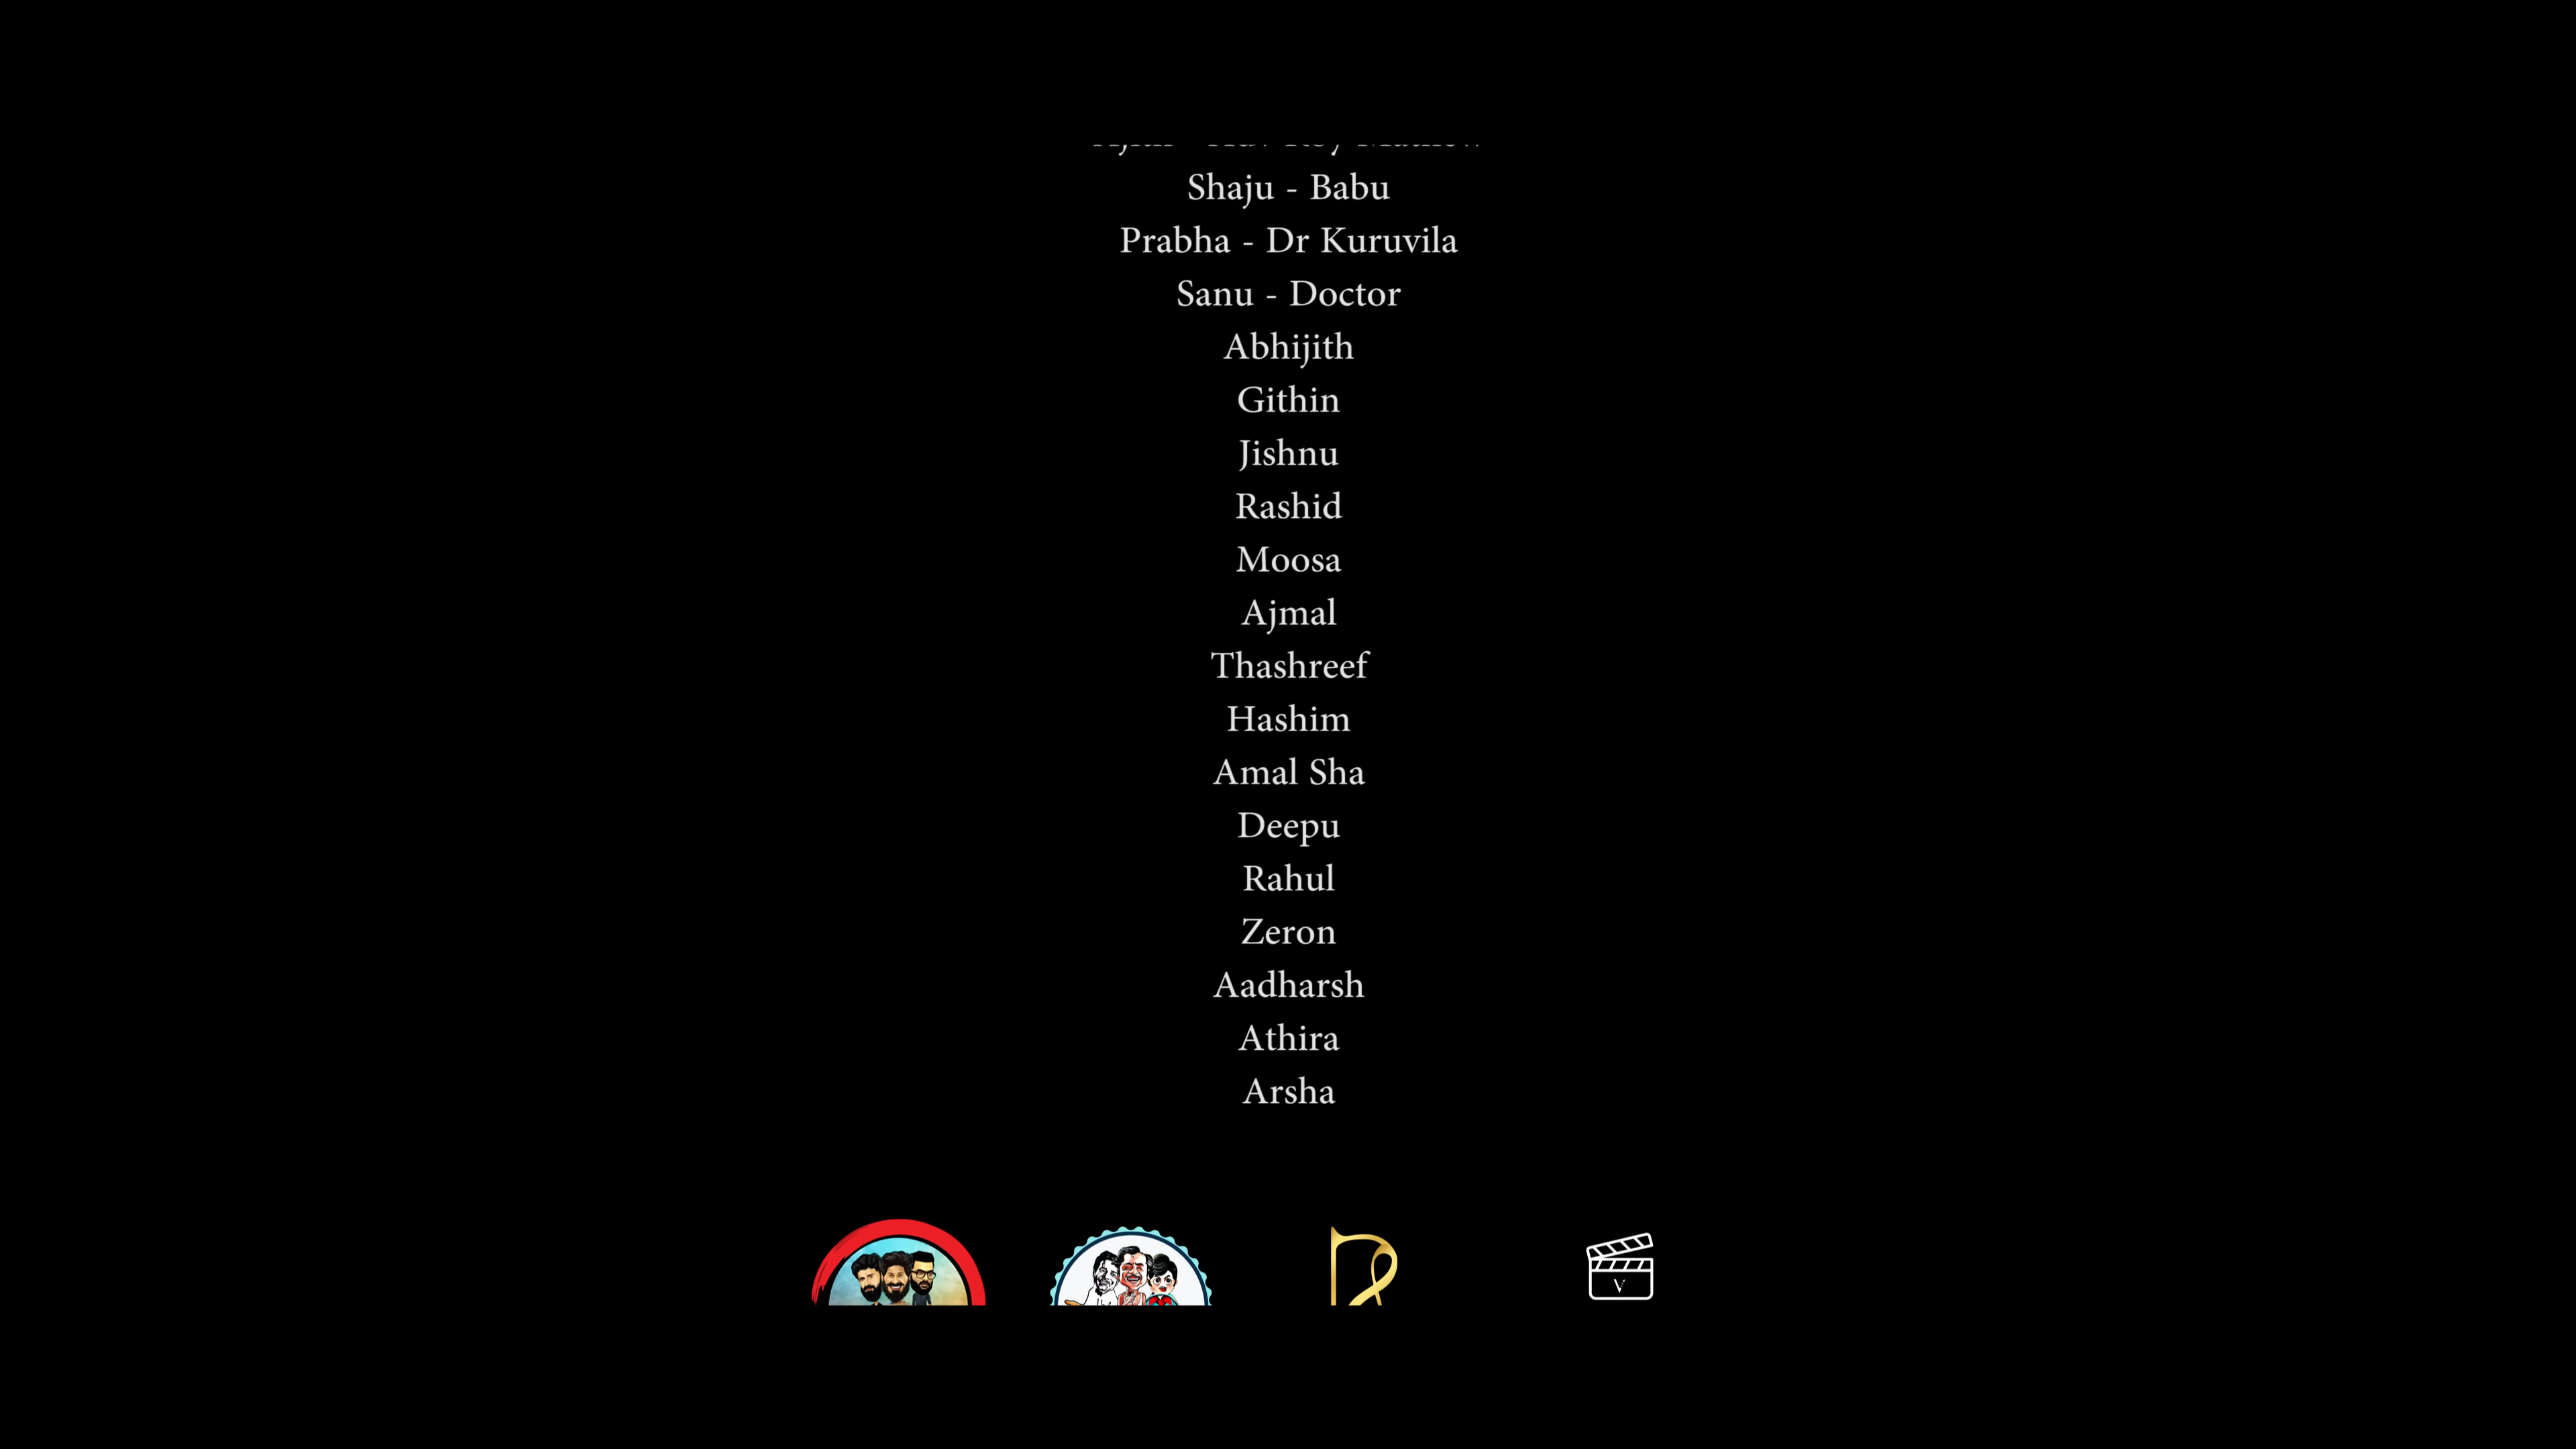 Shaju - Babu
Prabha - Dr Kuruvila
Sanu - Doctor
Abhijith
Githin
Jishnu
Rashid
Moosa
Ajmal
Thashreef
Hashim
Amal Sha
Deepu
Rahul
Zeron
Aadharsh
Athira
Arsha
V